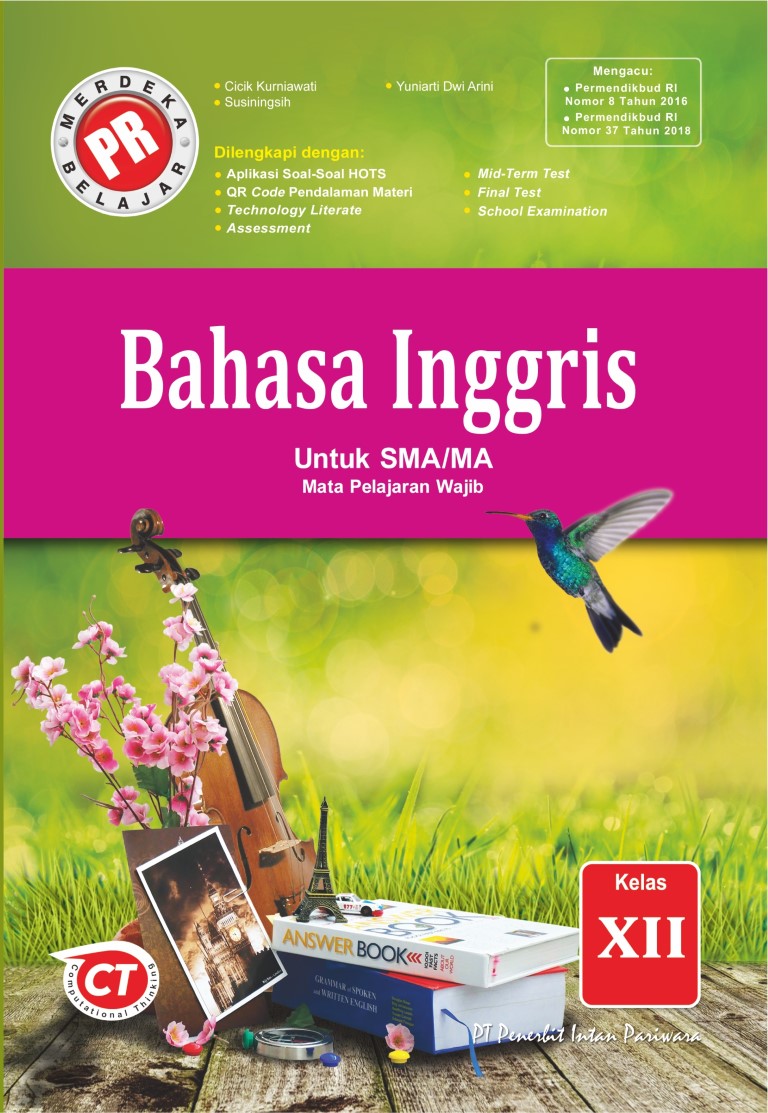 MERDEKA
PR
BELAJAR
• Cicik Kurniawati
• Susiningsih
• Yuniarti Dwi Arini
Mengacu:
• Permendikbud RI
Nomor 8 Tahun 2016
• Permendikbud RI
Nomor 37 Tahun 2018
Dilengkapi dengan:
• Aplikasi Soal-Soal HOTS
• QR Code Pendalaman Materi
• Technology Literate
• Assessment
• Mid-Term Test
• Final Test
• School Examination
Bahasa Inggris
Untuk SMA/MA
Mata Pelajaran Wajib
Kelas
XII
ANSWER BOOK
ANSWER BOOK
GRAMMAR OF SPOKEN
AND WRITTEN ENGLISH
CT
Computational Thinking
PT Penerbit Intan Pariwara